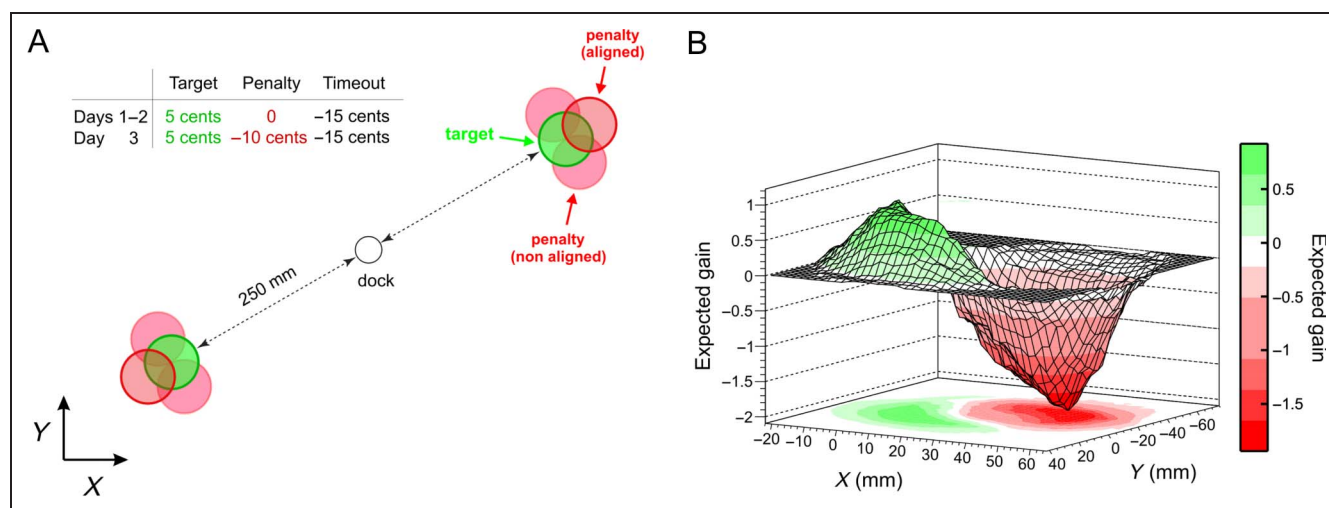 A
Target Penalty Timeout
Days 1–2 5 cents 0 −15 cents
Day 3 5 cents −10 cents −15 cents
penalty
(aligned)
target
penalty
(non aligned)
dock
250 mm
Y
X
B
Expected gain
1
0.5
0
−0.5
−1
−1.5
−2
−20 −10 0 10 20 30 40 50 60
X (mm)
40 20 0 −20 −40 −60
Y (mm)
0.5
0
−0.5
−1
−1.5
Expected gain